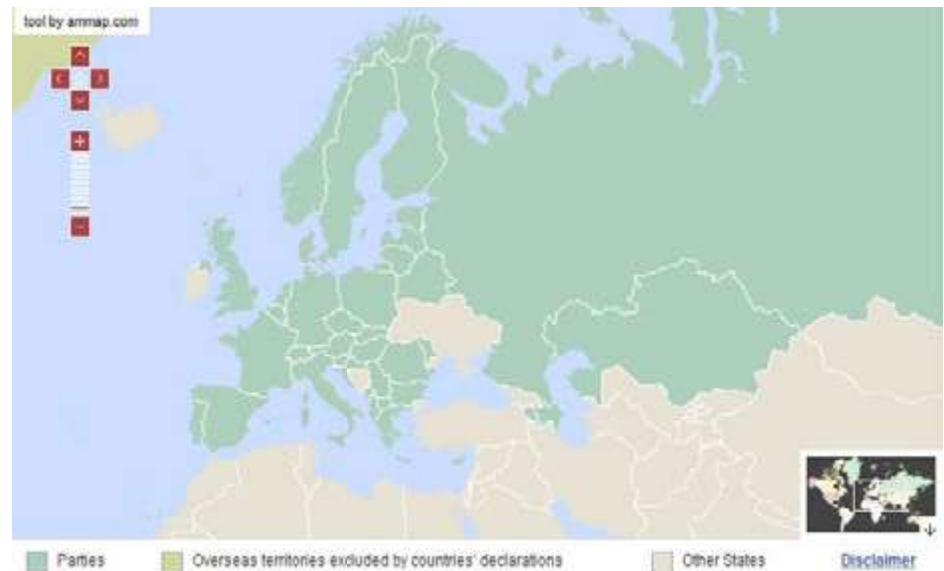 tool by ammap.com
Parties
Overseas territories excluded by countries' declarations
Other States
Disclaimer